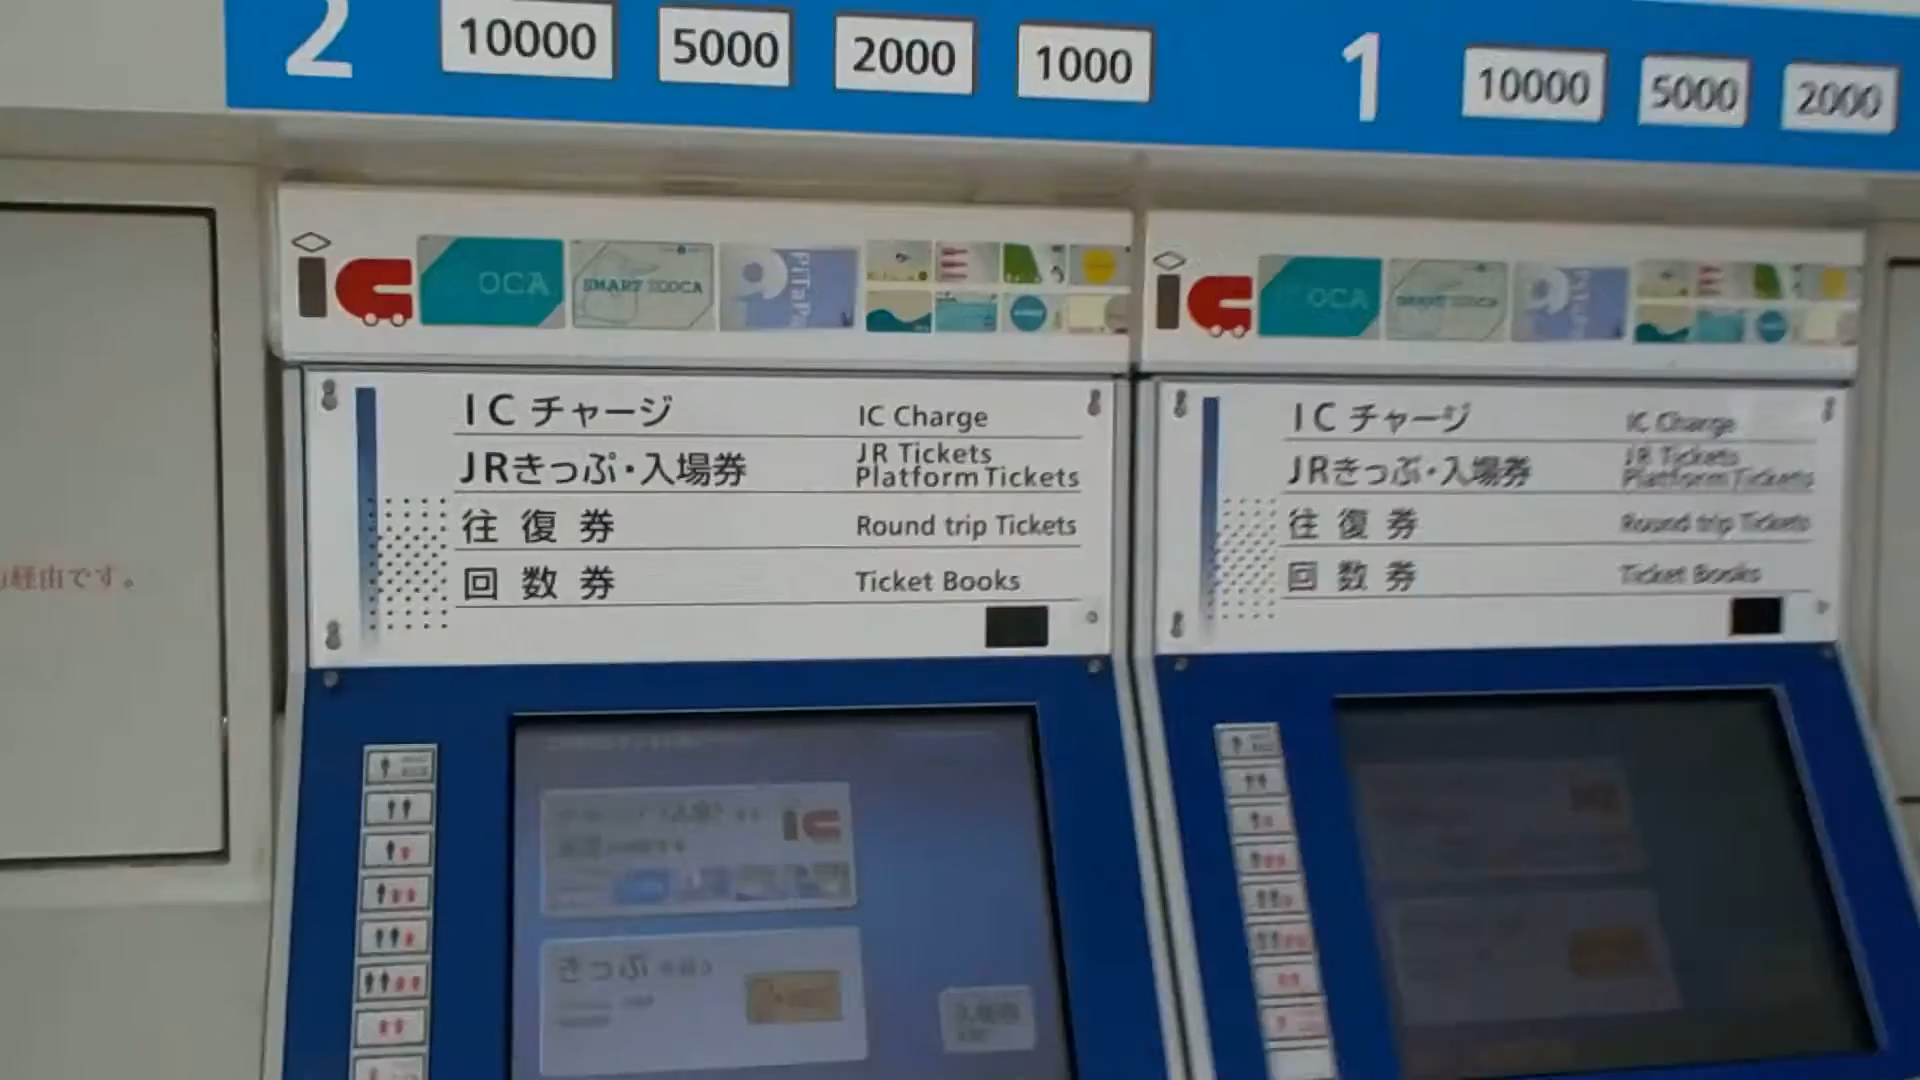 2 10000 5000 2000 1000
1 10000 5000 2000
ic OCA SMART ICOCA PiTaPa
ic OCA SMART ICOCA PiTaPa
ICチャージ IC Charge
JRきっぷ・入場券 JR Tickets
Platform Tickets
往復券 Round trip Tickets
回数券 Ticket Books
ICチャージ IC Charge
JRきっぷ・入場券 JR Tickets
Platform Tickets
往復券 Round trip Tickets
回数券 Ticket Books
経由です。
ic
きっぷ